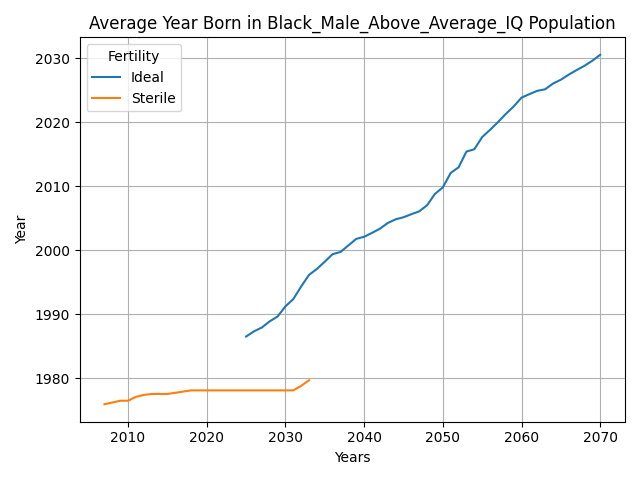 Average Year Born in Black_Male_Above_Average_IQ Population
Fertility
Ideal
Sterile
Year
2030
2020
2010
2000
1990
1980
2010 2020 2030 2040 2050 2060 2070
Years